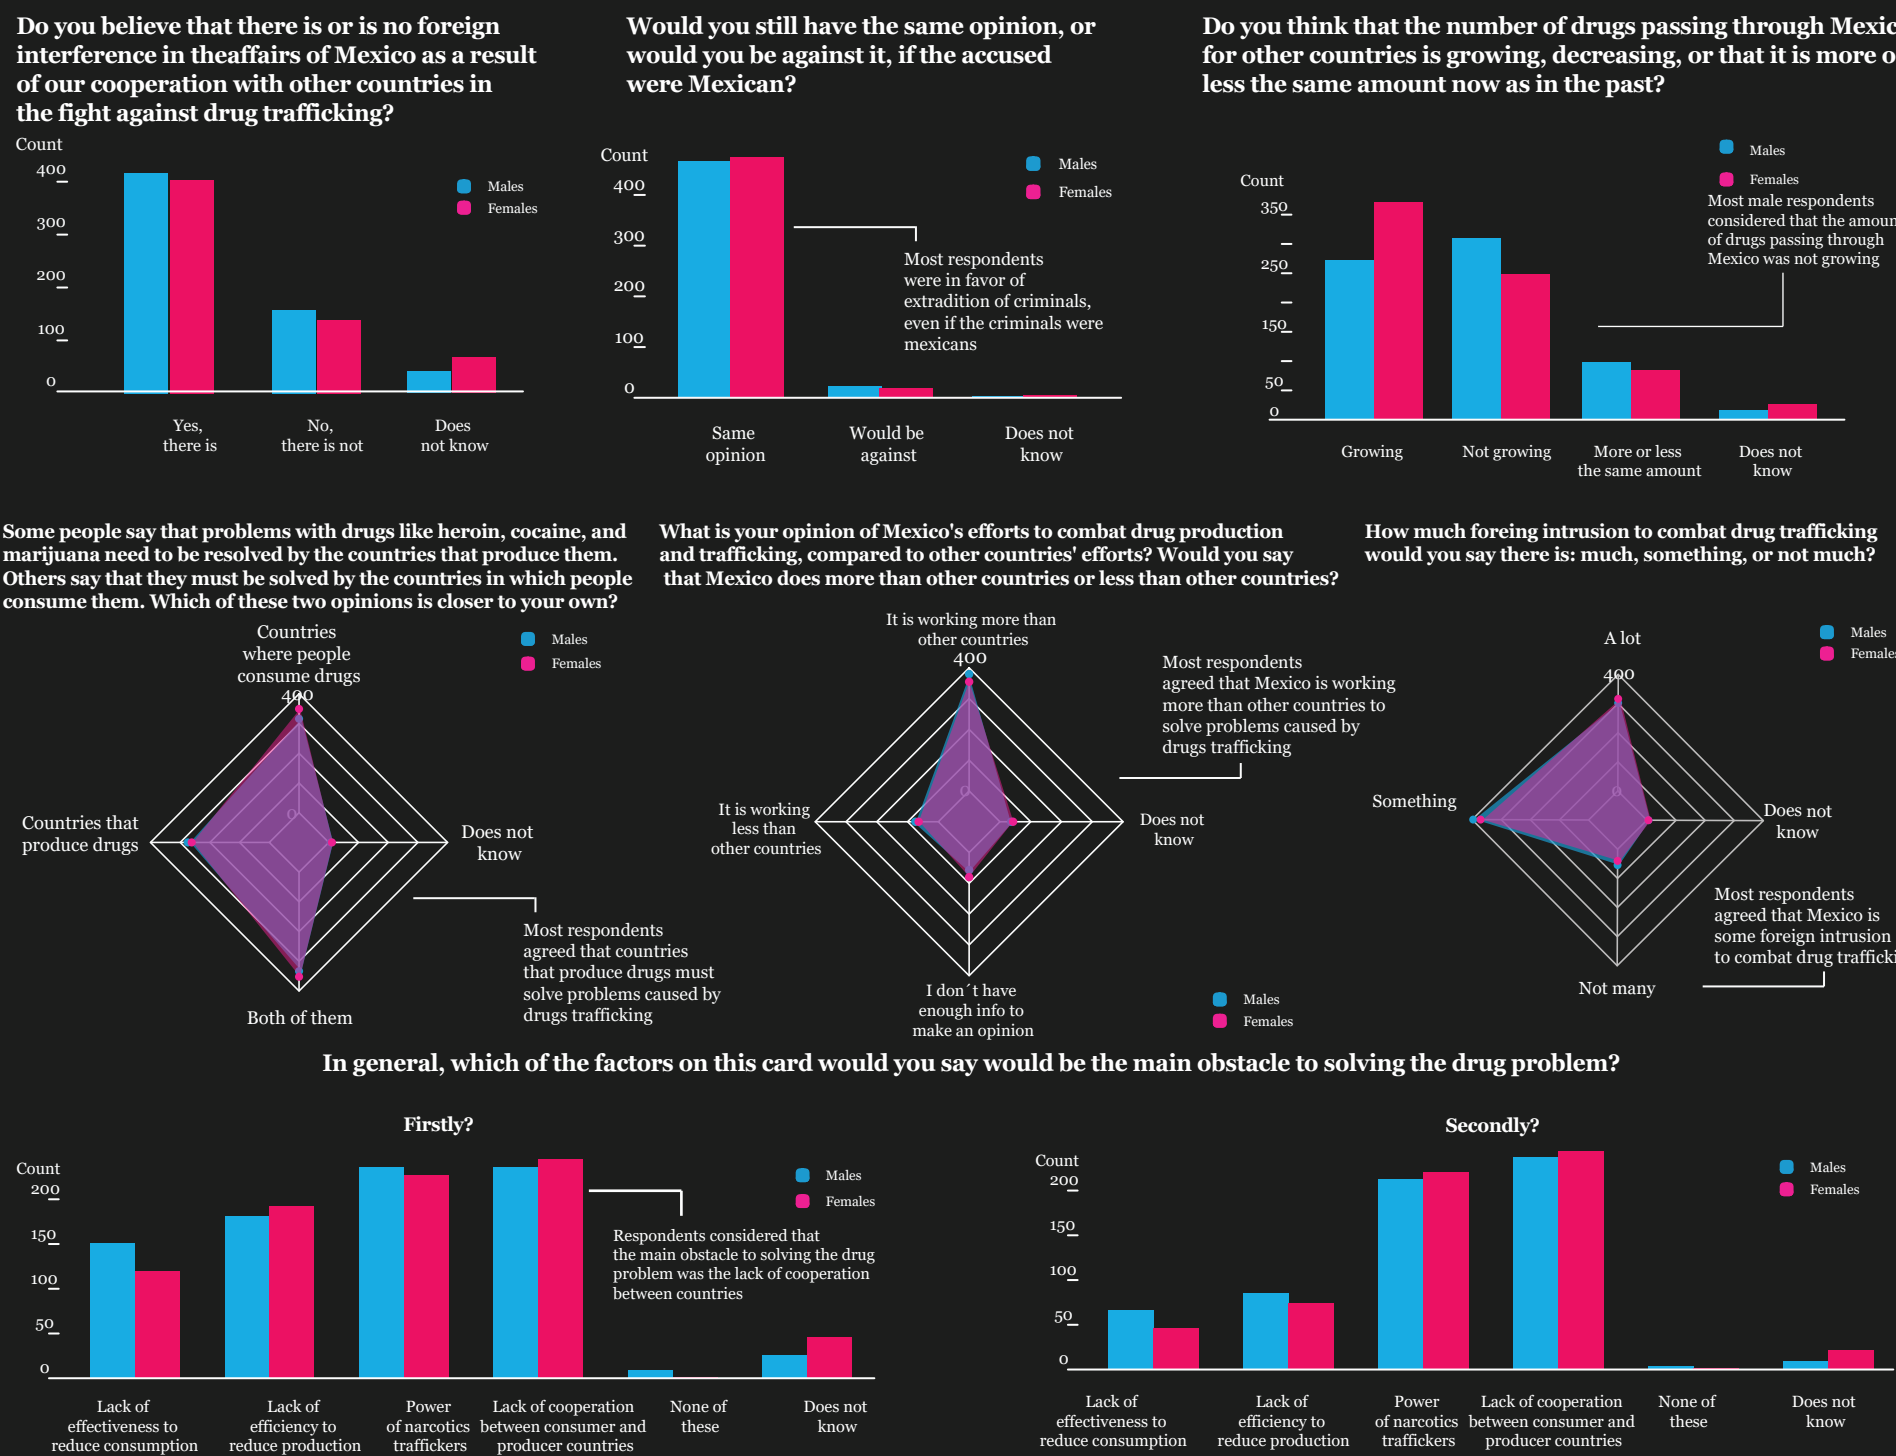 Do you believe that there is or is no foreign
interference in theaffairs of Mexico as a result
of our cooperation with other countries in
the fight against drug trafficking?
Count
400
300
200
100
0
Males
Females
Yes,
there is
No,
there is not
Does
not know
Would you still have the same opinion, or
would you be against it, if the accused
were Mexican?
Count
400
300
200
100
0
Males
Females
Most respondents
were in favor of
extradition of criminals,
even if the criminals were
mexicans
Same
opinion
Would be
against
Does not
know
Do you think that the number of drugs passing through Mexic
for other countries is growing, decreasing, or that it is more o
less the same amount now as in the past?
Count
350
250
150
50
0
Males
Females
Most male respondents
considered that the amoun
of drugs passing through
Mexico was not growing
Growing
Not growing
More or less
the same amount
Does not
know
Some people say that problems with drugs like heroin, cocaine, and
marijuana need to be resolved by the countries that produce them.
Others say that they must be solved by the countries in which people
consume them. Which of these two opinions is closer to your own?
Countries
where people
consume drugs
400
0
Males
Females
Countries that
produce drugs
Does not
know
Both of them
Most respondents
agreed that countries
that produce drugs must
solve problems caused by
drugs trafficking
What is your opinion of Mexico's efforts to combat drug production
and trafficking, compared to other countries' efforts? Would you say
that Mexico does more than other countries or less than other countries?
It is working more than
other countries
400
0
It is working
less than
other countries
Does not
know
I don´t have
enough info to
make an opinion
Most respondents
agreed that Mexico is working
more than other countries to
solve problems caused by
drugs trafficking
Males
Females
How much foreing intrusion to combat drug trafficking
would you say there is: much, something, or not much?
A lot
400
0
Males
Females
Something
Does not
know
Not many
Most respondents
agreed that Mexico is
some foreign intrusion
to combat drug trafficki
In general, which of the factors on this card would you say would be the main obstacle to solving the drug problem?
Firstly?
Count
200
150
100
50
0
Males
Females
Respondents considered that
the main obstacle to solving the drug
problem was the lack of cooperation
between countries
Lack of
effectiveness to
reduce consumption
Lack of
efficiency to
reduce production
Power
of narcotics
traffickers
Lack of cooperation
between consumer and
producer countries
None of
these
Does not
know
Secondly?
Count
200
150
100
50
0
Males
Females
Lack of
effectiveness to
reduce consumption
Lack of
efficiency to
reduce production
Power
of narcotics
traffickers
Lack of cooperation
between consumer and
producer countries
None of
these
Does not
know